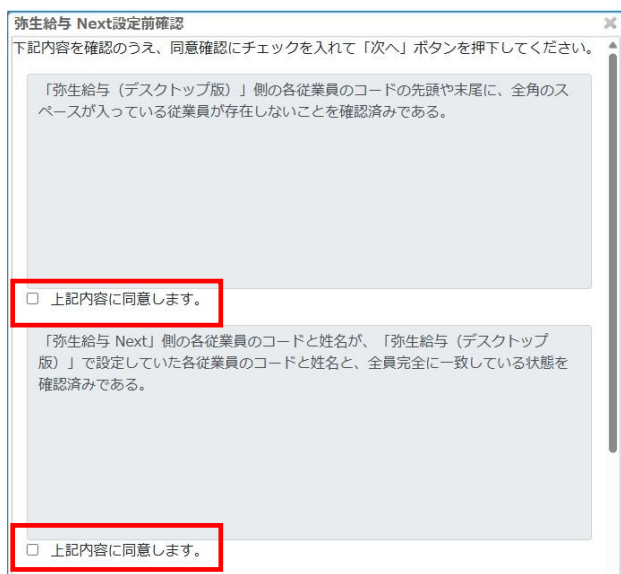 弥生給与 Next設定前確認
下記内容を確認のうえ、同意確認にチェックを入れて「次へ」ボタンを押下してください。
「弥生給与（デスクトップ版）」側の各従業員のコードの先頭や末尾に、全角のス
ペースが入っている従業員が存在しないことを確認済みである。
上記内容に同意します。
「弥生給与 Next」側の各従業員のコードと姓名が、「弥生給与（デスクトップ
版）」で設定していた各従業員のコードと姓名と、全員完全に一致している状態を
確認済みである。
上記内容に同意します。